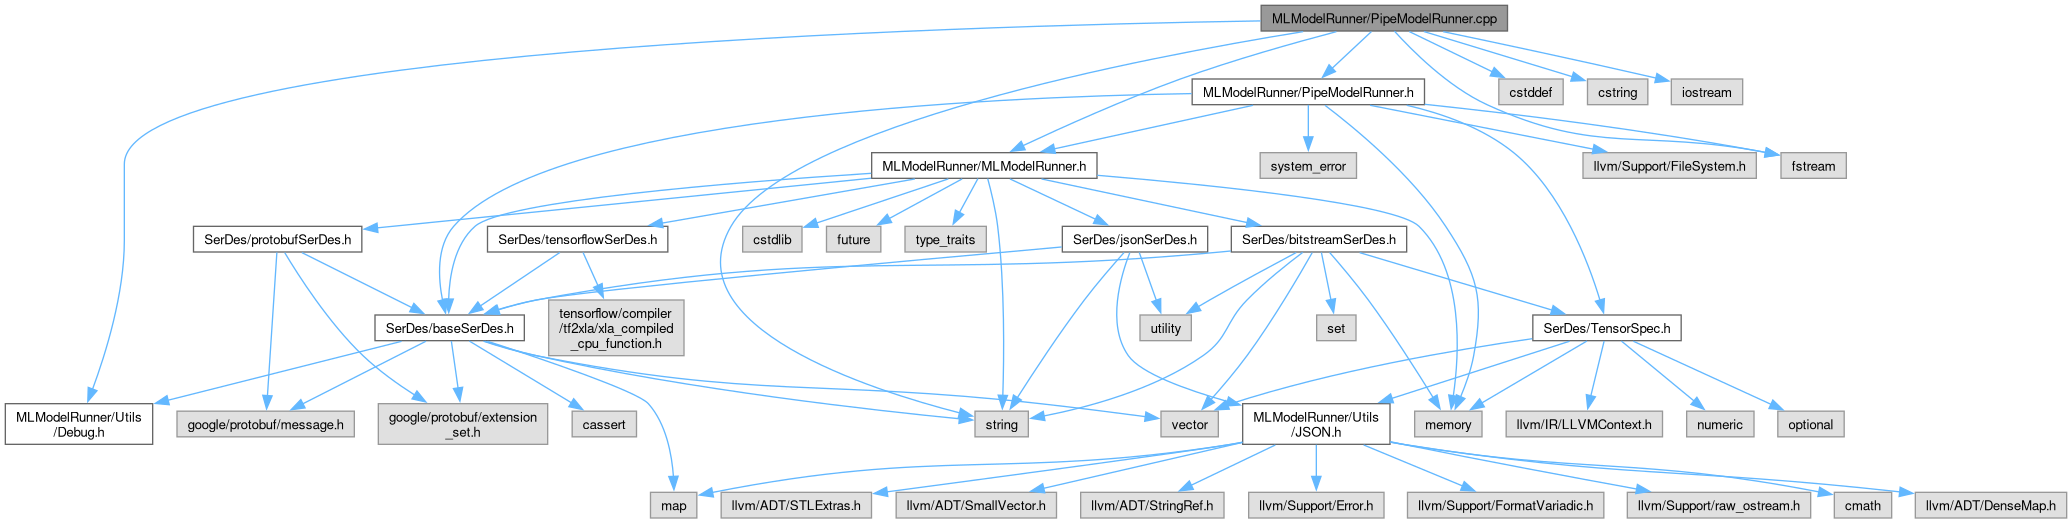 MLModelRunner/PipeModelRunner.cpp
MLModelRunner/PipeModelRunner.h
cstddef
cstring
iostream
MLModelRunner/MLModelRunner.h
system_error
llvm/Support/FileSystem.h
fstream
SerDes/protobufSerDes.h
SerDes/tensorflowSerDes.h
cstdlib
future
type_traits
SerDes/jsonSerDes.h
SerDes/bitstreamSerDes.h
SerDes/baseSerDes.h
tensorflow/compiler
/tf2xla/xla_compiled
_cpu_function.h
utility
set
SerDes/TensorSpec.h
MLModelRunner/Utils
/Debug.h
google/protobuf/message.h
google/protobuf/extension
_set.h
cassert
string
vector
MLModelRunner/Utils
/JSON.h
memory
llvm/IR/LLVMContext.h
numeric
optional
map
llvm/ADT/STLExtras.h
llvm/ADT/SmallVector.h
llvm/ADT/StringRef.h
llvm/Support/Error.h
llvm/Support/FormatVariadic.h
llvm/Support/raw_ostream.h
cmath
llvm/ADT/DenseMap.h